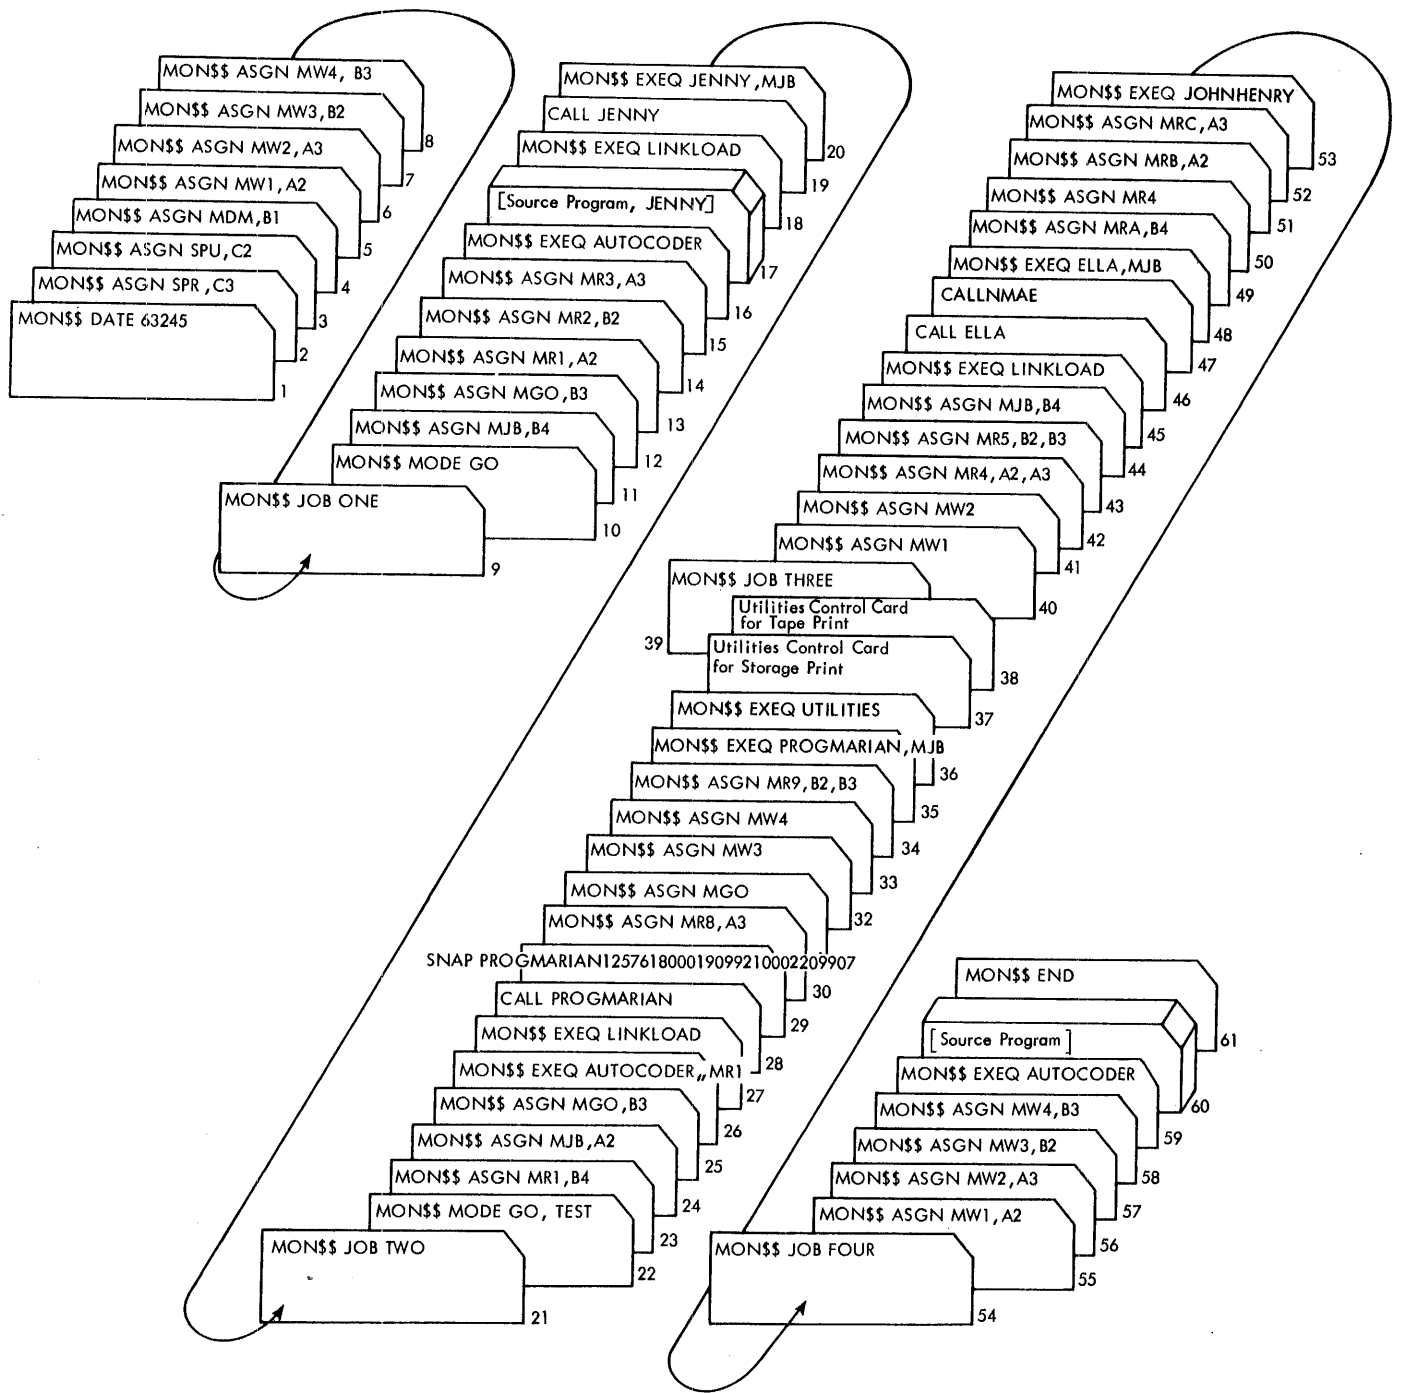 MON$$ DATE 63245
1
MON$$ ASGN SPR,C3
2
MON$$ ASGN SPU,C2
3
MON$$ ASGN MDM,B1
4
MON$$ ASGN MW1,A2
5
MON$$ ASGN MW2,A3
6
MON$$ ASGN MW3,B2
7
MON$$ ASGN MW4, B3
8
MON$$ JOB ONE
9
MON$$ MODE GO
10
MON$$ ASGN MJB,B4
11
MON$$ ASGN MGO,B3
12
MON$$ ASGN MR1,A2
13
MON$$ ASGN MR2,B2
14
MON$$ ASGN MR3,A3
15
MON$$ EXEQ AUTOCODER
16
[Source Program, JENNY]
17
MON$$ EXEQ LINKLOAD
18
CALL JENNY
19
MON$$ EXEQ JENNY,MJB
20
MON$$ JOB TWO
21
MON$$ MODE GO, TEST
22
MON$$ ASGN MR1,B4
23
MON$$ ASGN MJB,A2
24
MON$$ ASGN MGO,B3
25
MON$$ EXEQ AUTOCODER,,MR1
26
MON$$ EXEQ LINKLOAD
27
CALL PROGMARIAN
28
SNAP PROGMARIAN125761800019099210002209907
29
MON$$ ASGN MR8,A3
30
MON$$ ASGN MGO
MON$$ ASGN MW3
32
MON$$ ASGN MW4
33
MON$$ ASGN MR9,B2,B3
34
MON$$ EXEQ PROGMARIAN,MJB
35
MON$$ EXEQ UTILITIES
36
Utilities Control Card
for Storage Print
37
Utilities Control Card
for Tape Print
38
MON$$ JOB THREE
39
MON$$ ASGN MW1
40
MON$$ ASGN MW2
41
MON$$ ASGN MR4,A2,A3
42
MON$$ ASGN MR5,B2,B3
43
MON$$ ASGN MJB,B4
44
MON$$ EXEQ LINKLOAD
45
CALL ELLA
46
CALLNMAE
47
MON$$ EXEQ ELLA,MJB
48
MON$$ ASGN MRA,B4
49
MON$$ ASGN MR4
50
MON$$ ASGN MRB,A2
51
MON$$ ASGN MRC,A3
52
MON$$ EXEQ JOHNHENRY
53
MON$$ JOB FOUR
54
MON$$ ASGN MW1,A2
55
MON$$ ASGN MW2,A3
56
MON$$ ASGN MW3,B2
57
MON$$ ASGN MW4,B3
58
MON$$ EXEQ AUTOCODER
59
[Source Program]
60
MON$$ END
61